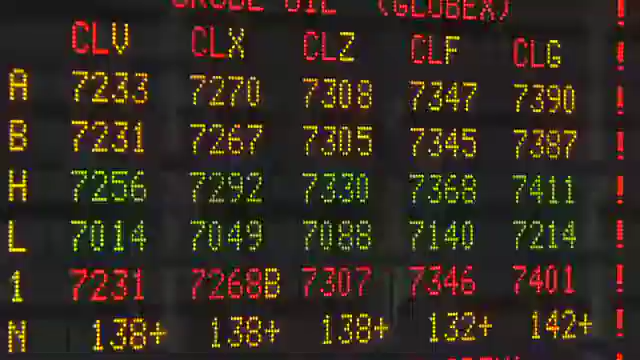 CRUDE OIL (GLOBEX)
CLV CLX CLZ CLF CLG
A 7233 7270 7308 7347 7390
B 7231 7267 7305 7345 7387
H 7256 7292 7330 7368 7411
L 7014 7049 7088 7140 7214
1 7231 7268B 7307 7346 7401
N 138+ 138+ 138+ 132+ 142+